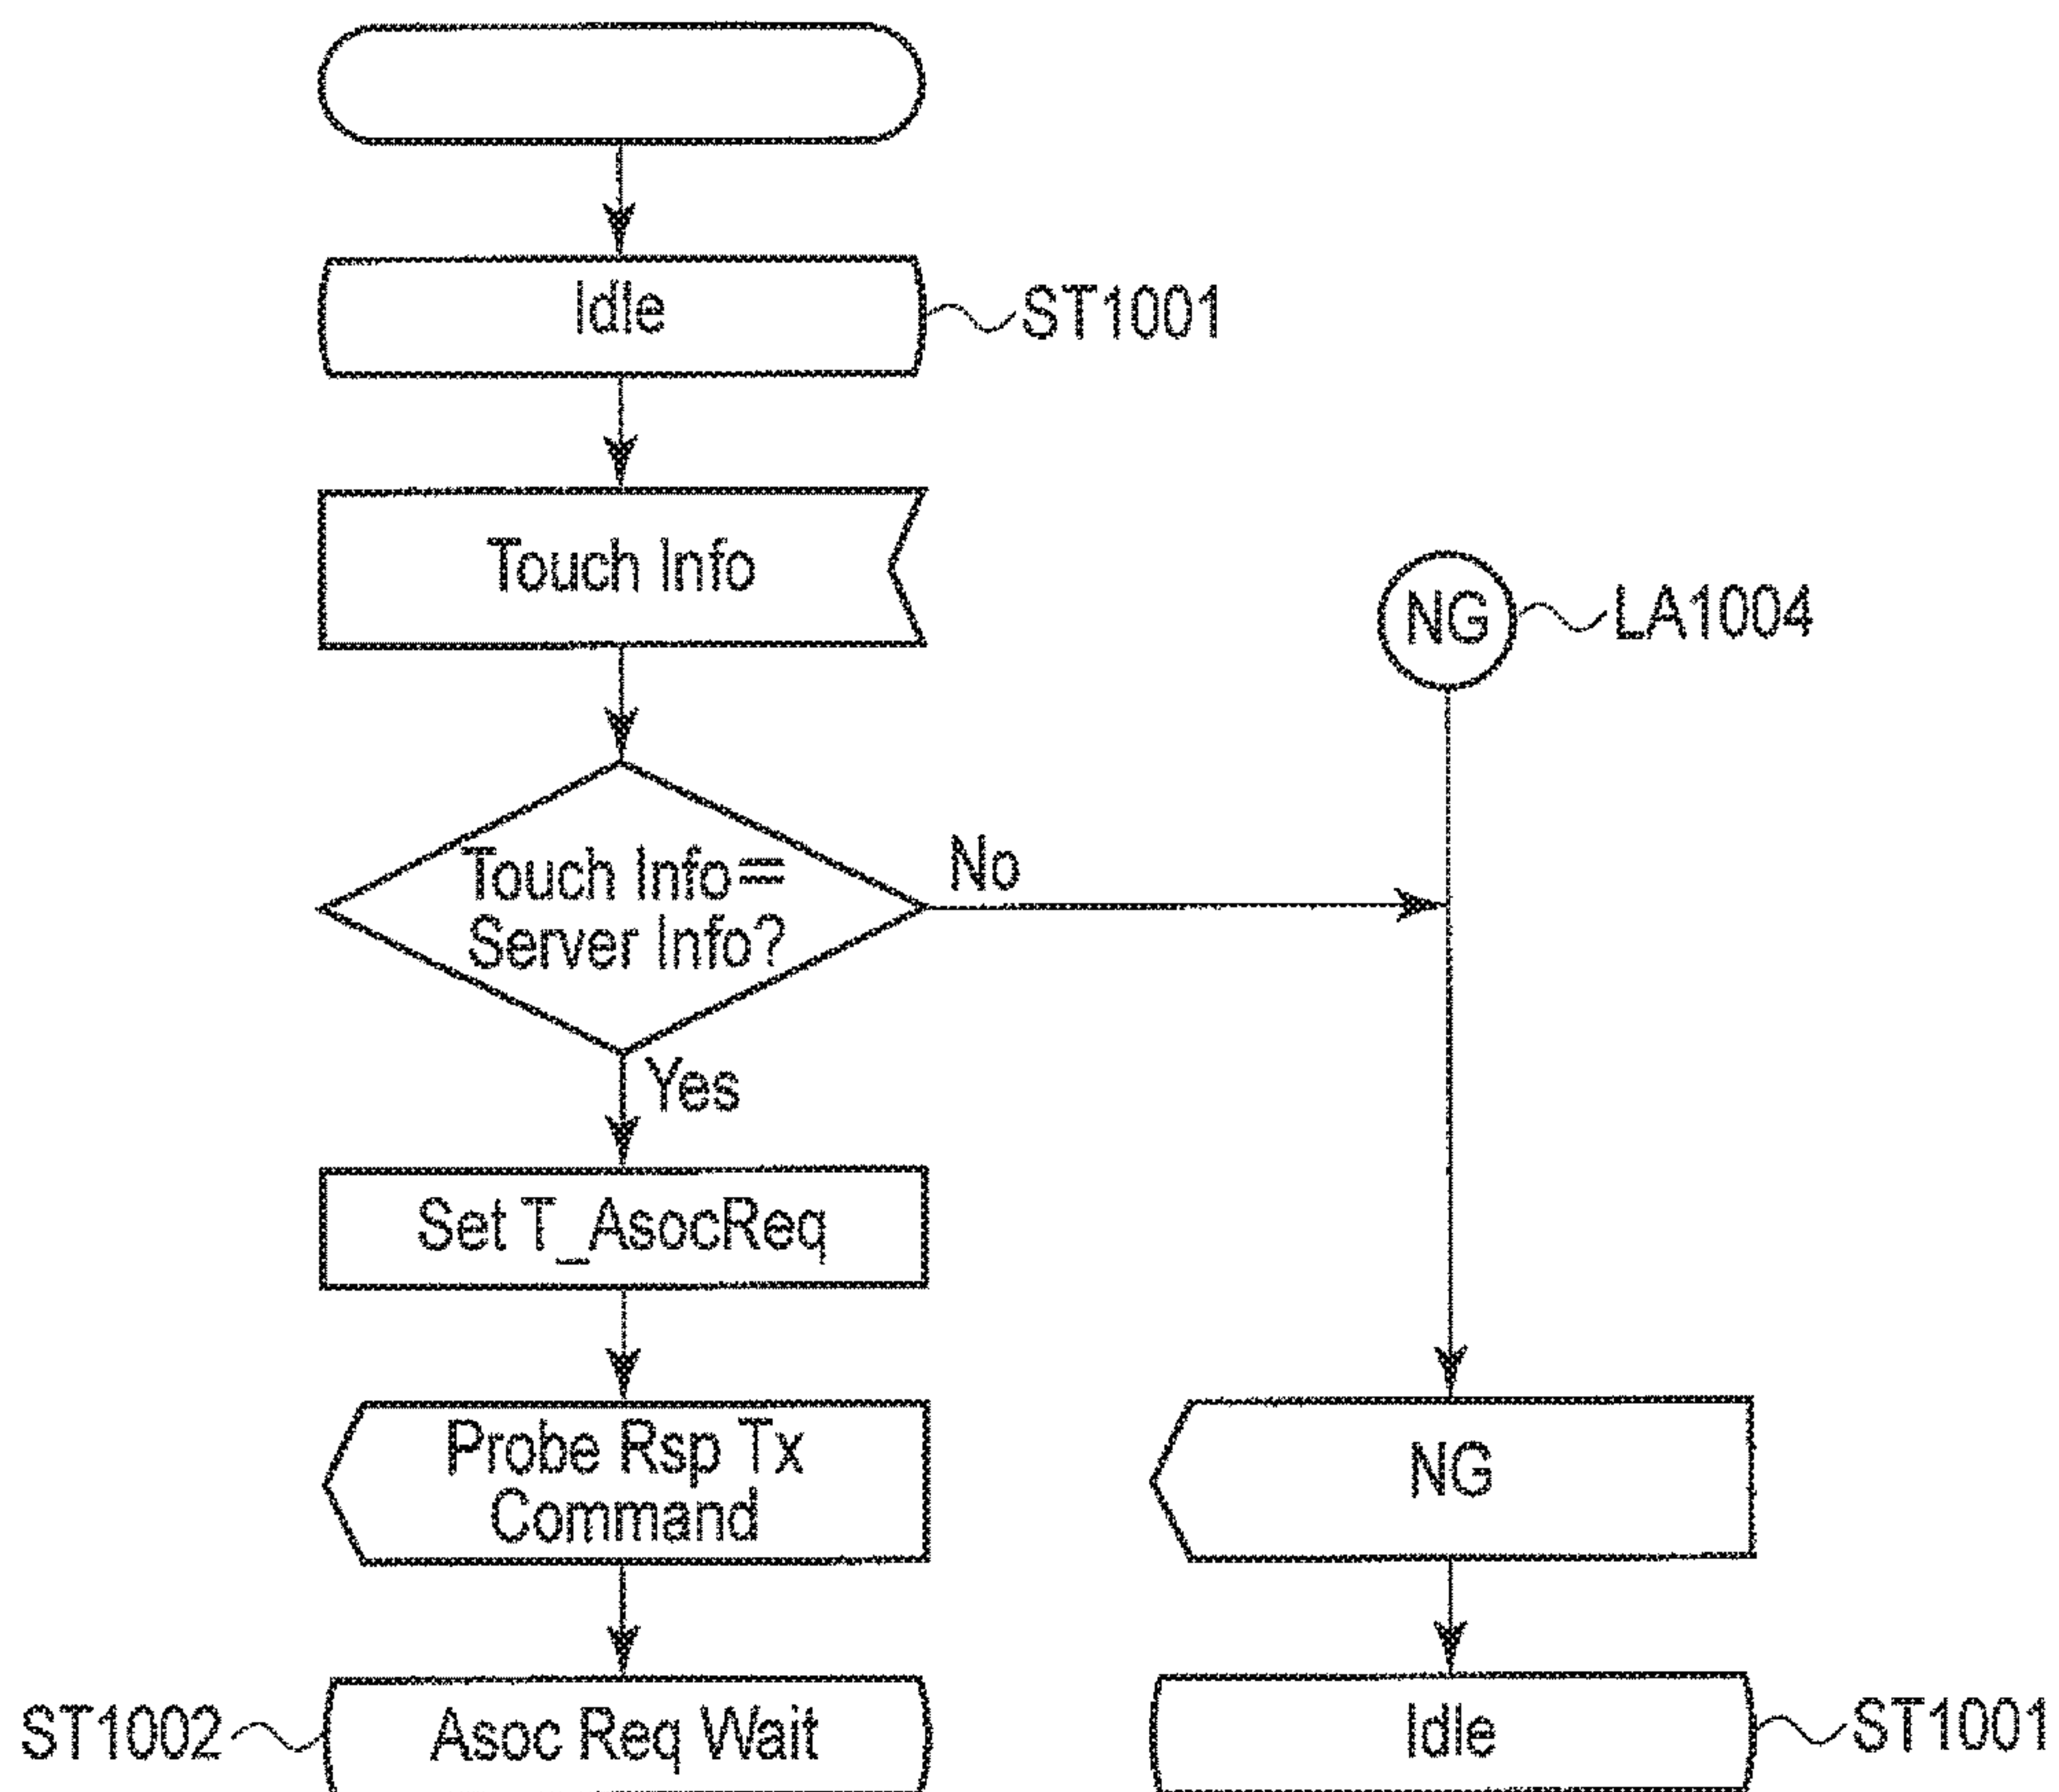 Idle
ST1001
Touch Info
NG
LA1004
Touch Info=
Server Info?
No
Yes
Set T_AsocReq
Probe Rsp Tx
Command
NG
ST1002
Asoc Req Wait
Idle
ST1001